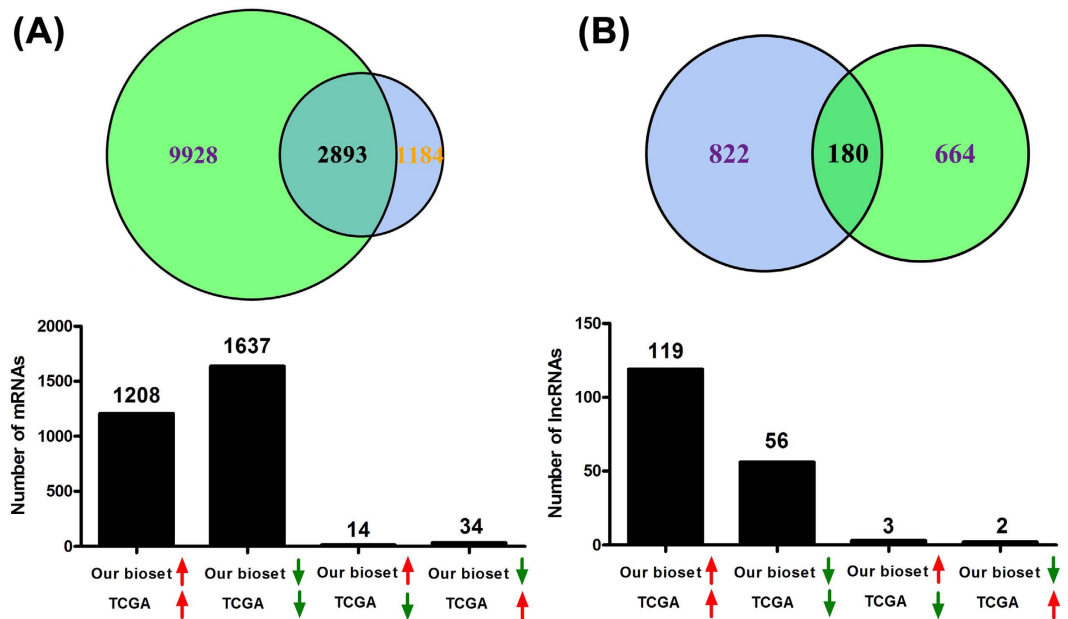 (A)
9928 2893 1184
Number of mRNAs
2000
1500
1000
500
0
1208
1637
14
34
Our bioset Our bioset Our bioset Our bioset
TCGA TCGA TCGA TCGA
(B)
822 180 664
Number of lncRNAs
150
100
50
0
119
56
3
2
Our bioset Our bioset Our bioset Our bioset
TCGA TCGA TCGA TCGA